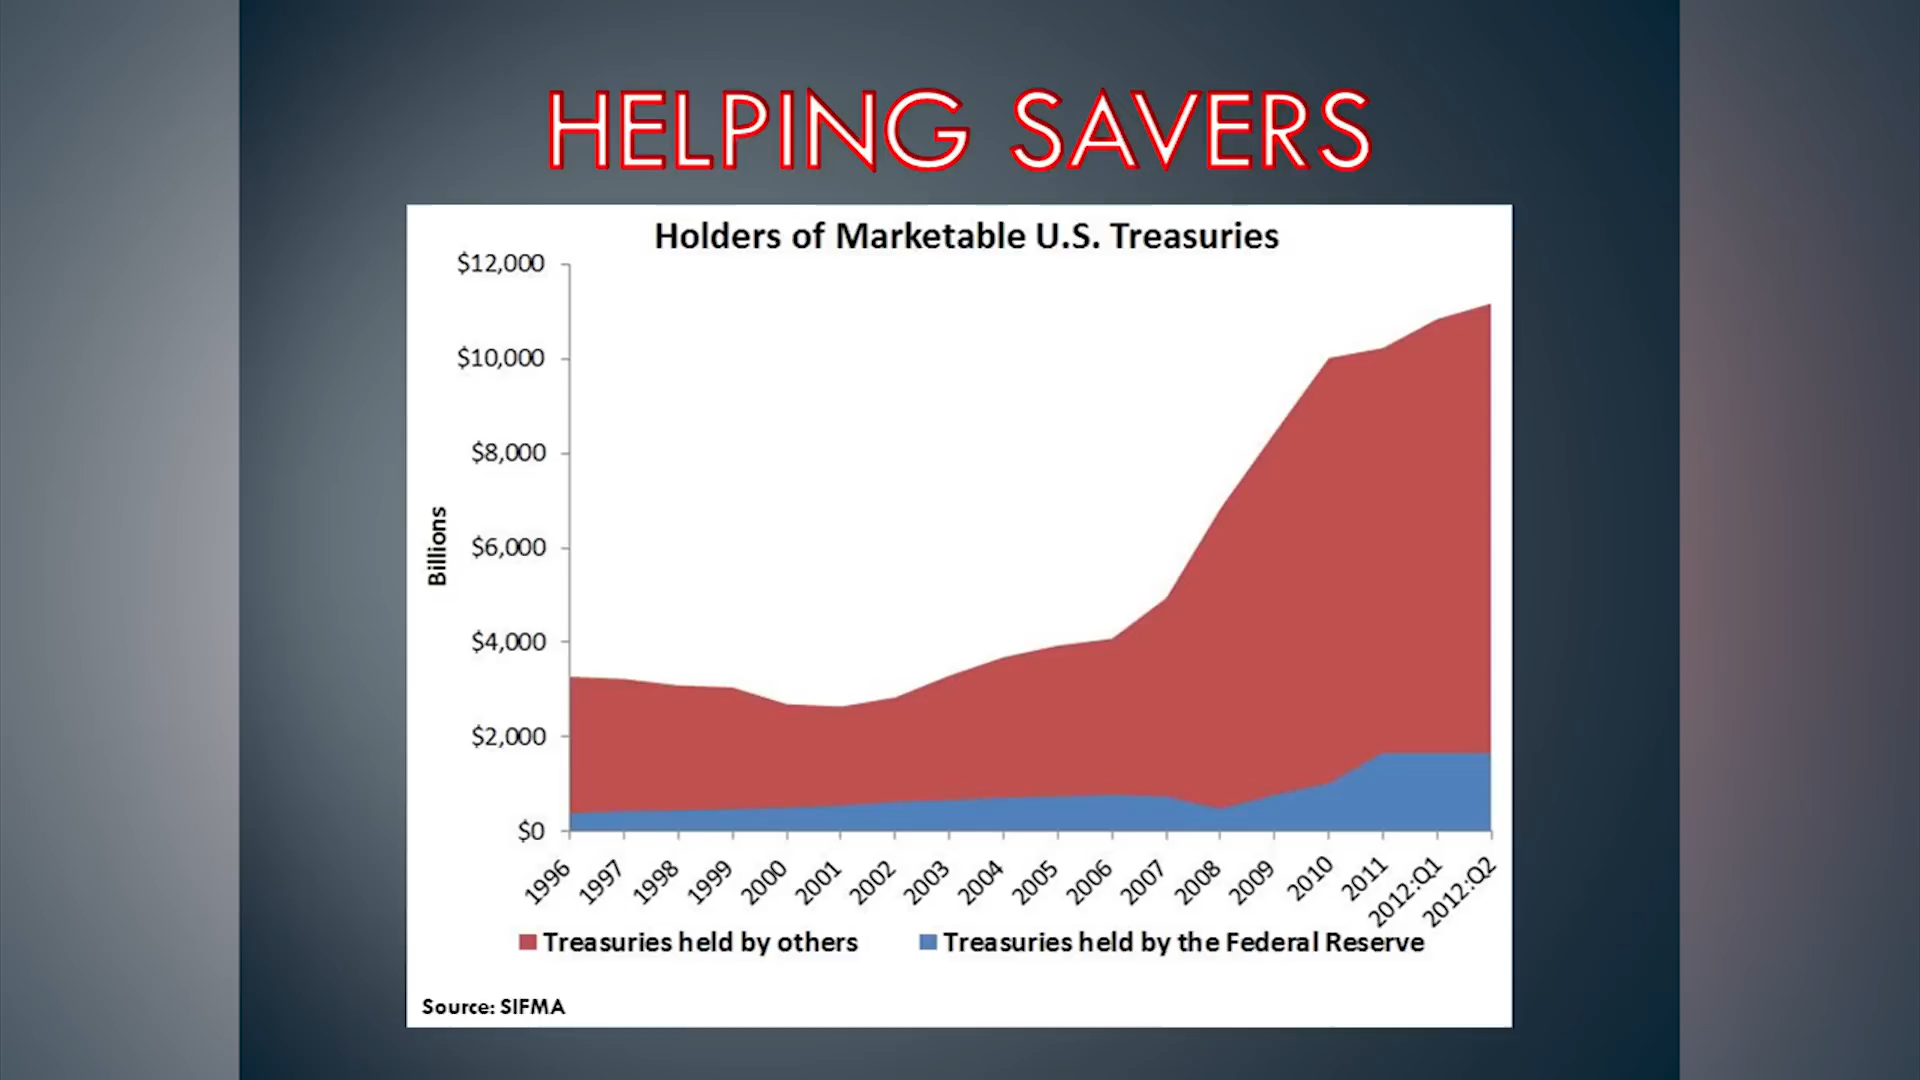 HELPING SAVERS
Holders of Marketable U.S. Treasuries
$12,000
$10,000
$8,000
$6,000
$4,000
$2,000
$0
Billions
1996
1997
1998
1999
2000
2001
2002
2003
2004
2005
2006
2007
2008
2009
2010
2011
2012:Q1
2012:Q2
Treasuries held by others
Treasuries held by the Federal Reserve
Source: SIFMA